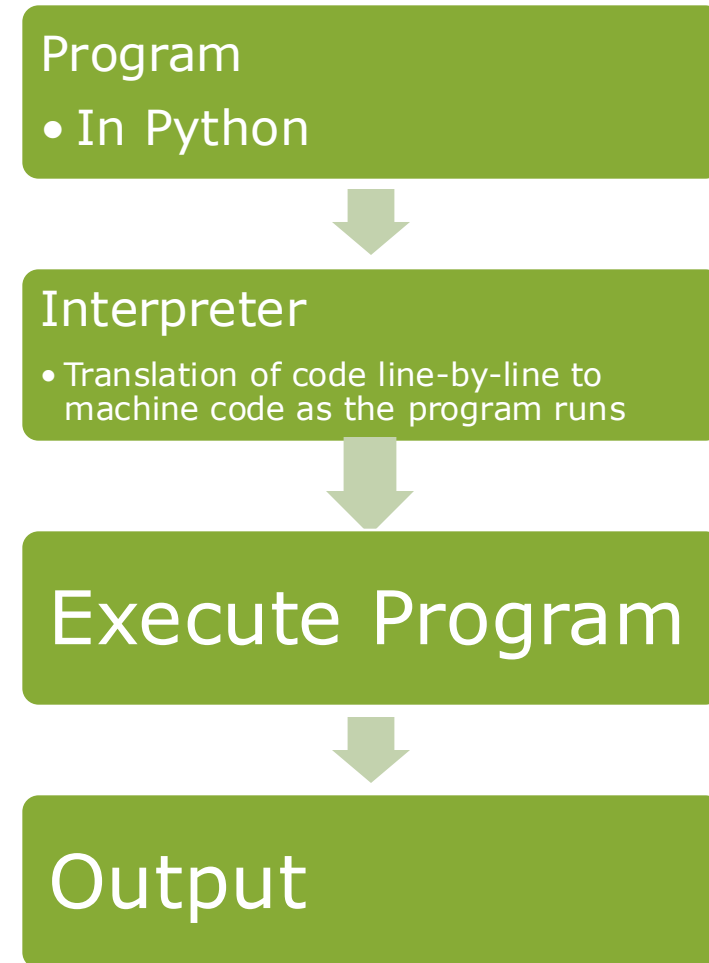 Program
• In Python
Interpreter
• Translation of code line-by-line to
machine code as the program runs
Execute Program
Output